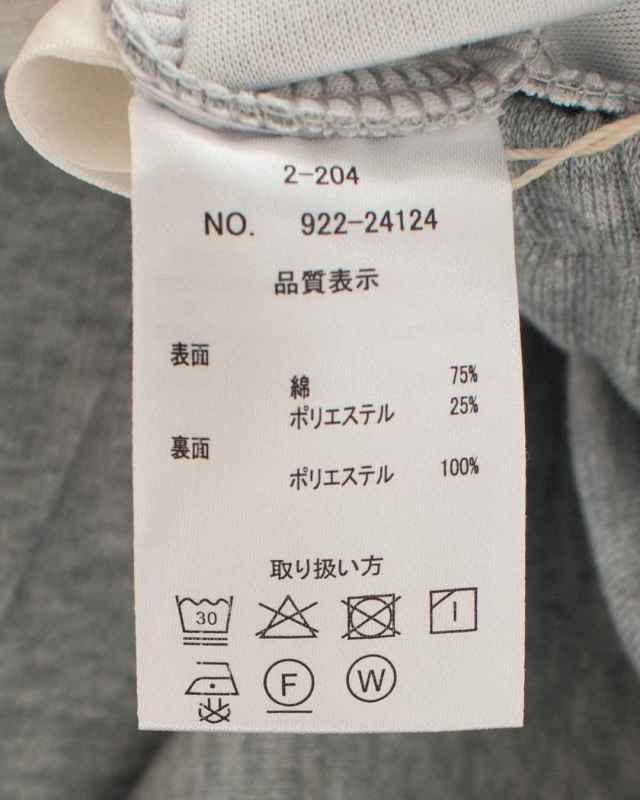 2-204
NO. 922-24124
品質表示
表面
綿 75%
ポリエステル 25%
裏面
ポリエステル 100%
取り扱い方
30
F W